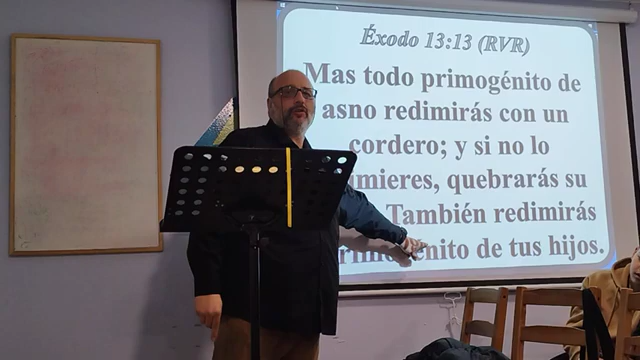 Éxodo 13:13 (RVR)
Mas todo primogénito de
asno redimirás con un
cordero; y si no lo
quebrarás su
También redimirás
de tus hijos.